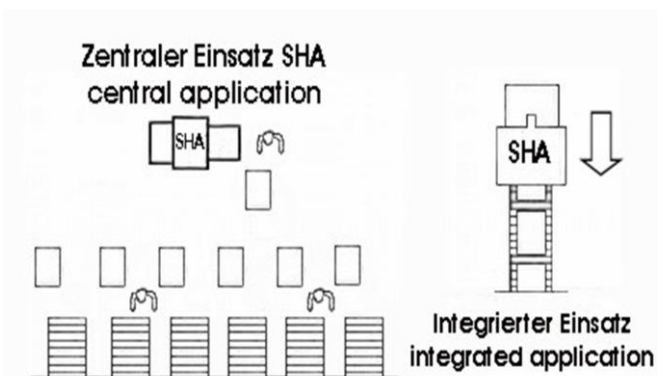 Zentraler Einsatz SHA
central application
SHA
SHA
Integrierter Einsatz
integrated application